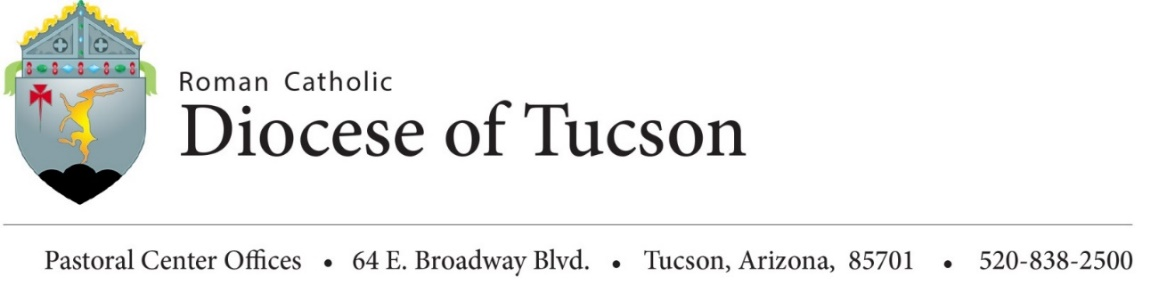 Roman Catholic
Diocese of Tucson
Pastoral Center Offices • 64 E. Broadway Blvd. • Tucson, Arizona, 85701 • 520-838-2500